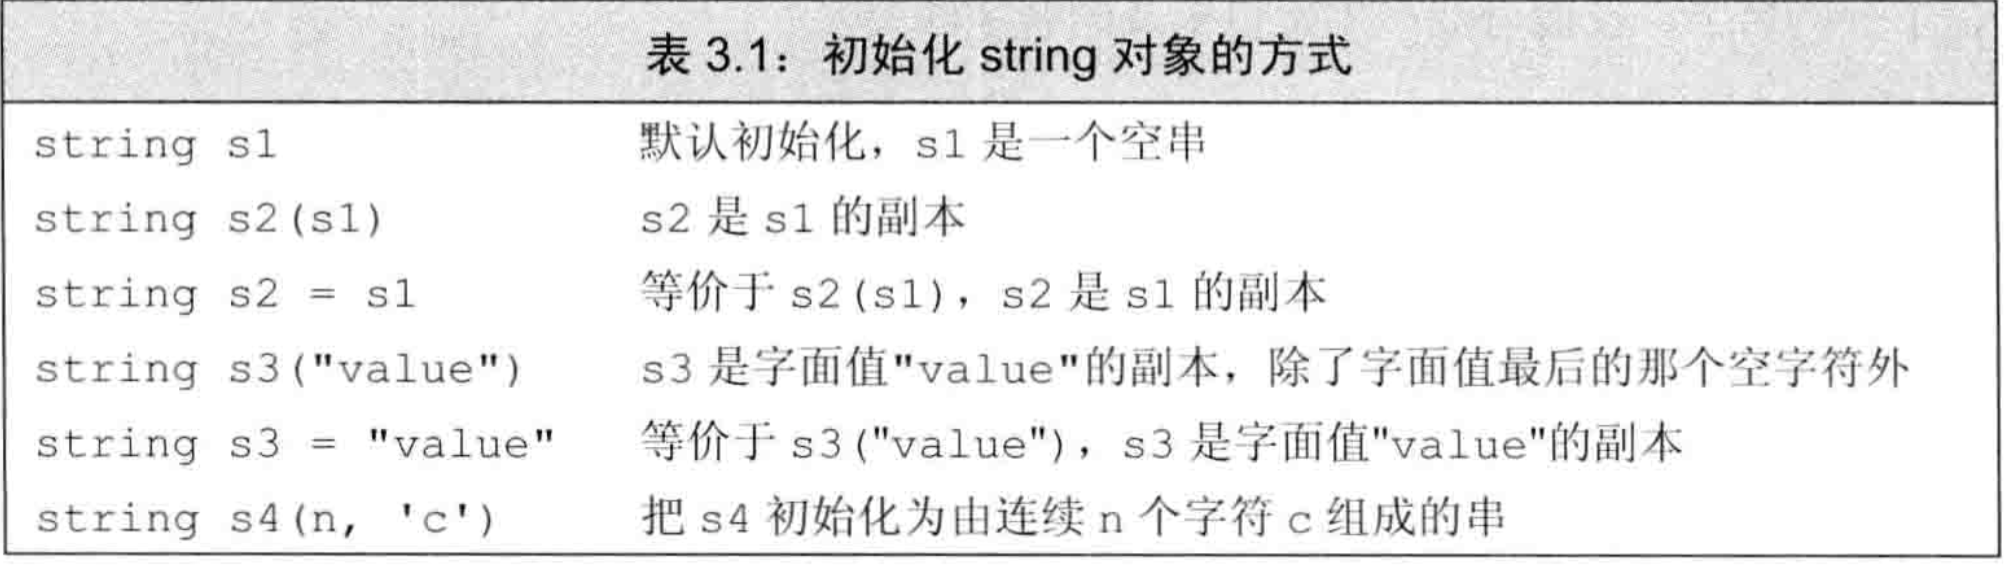 表 3.1：初始化 string 对象的方式
string s1 默认初始化，s1 是一个空串
string s2(s1) s2 是 s1 的副本
string s2 = s1 等价于 s2(s1)，s2 是 s1 的副本
string s3("value") s3 是字面值"value"的副本，除了字面值最后的那个空字符外
string s3 = "value" 等价于 s3("value")，s3 是字面值"value"的副本
string s4(n, 'c') 把 s4 初始化为由连续 n 个字符 c 组成的串